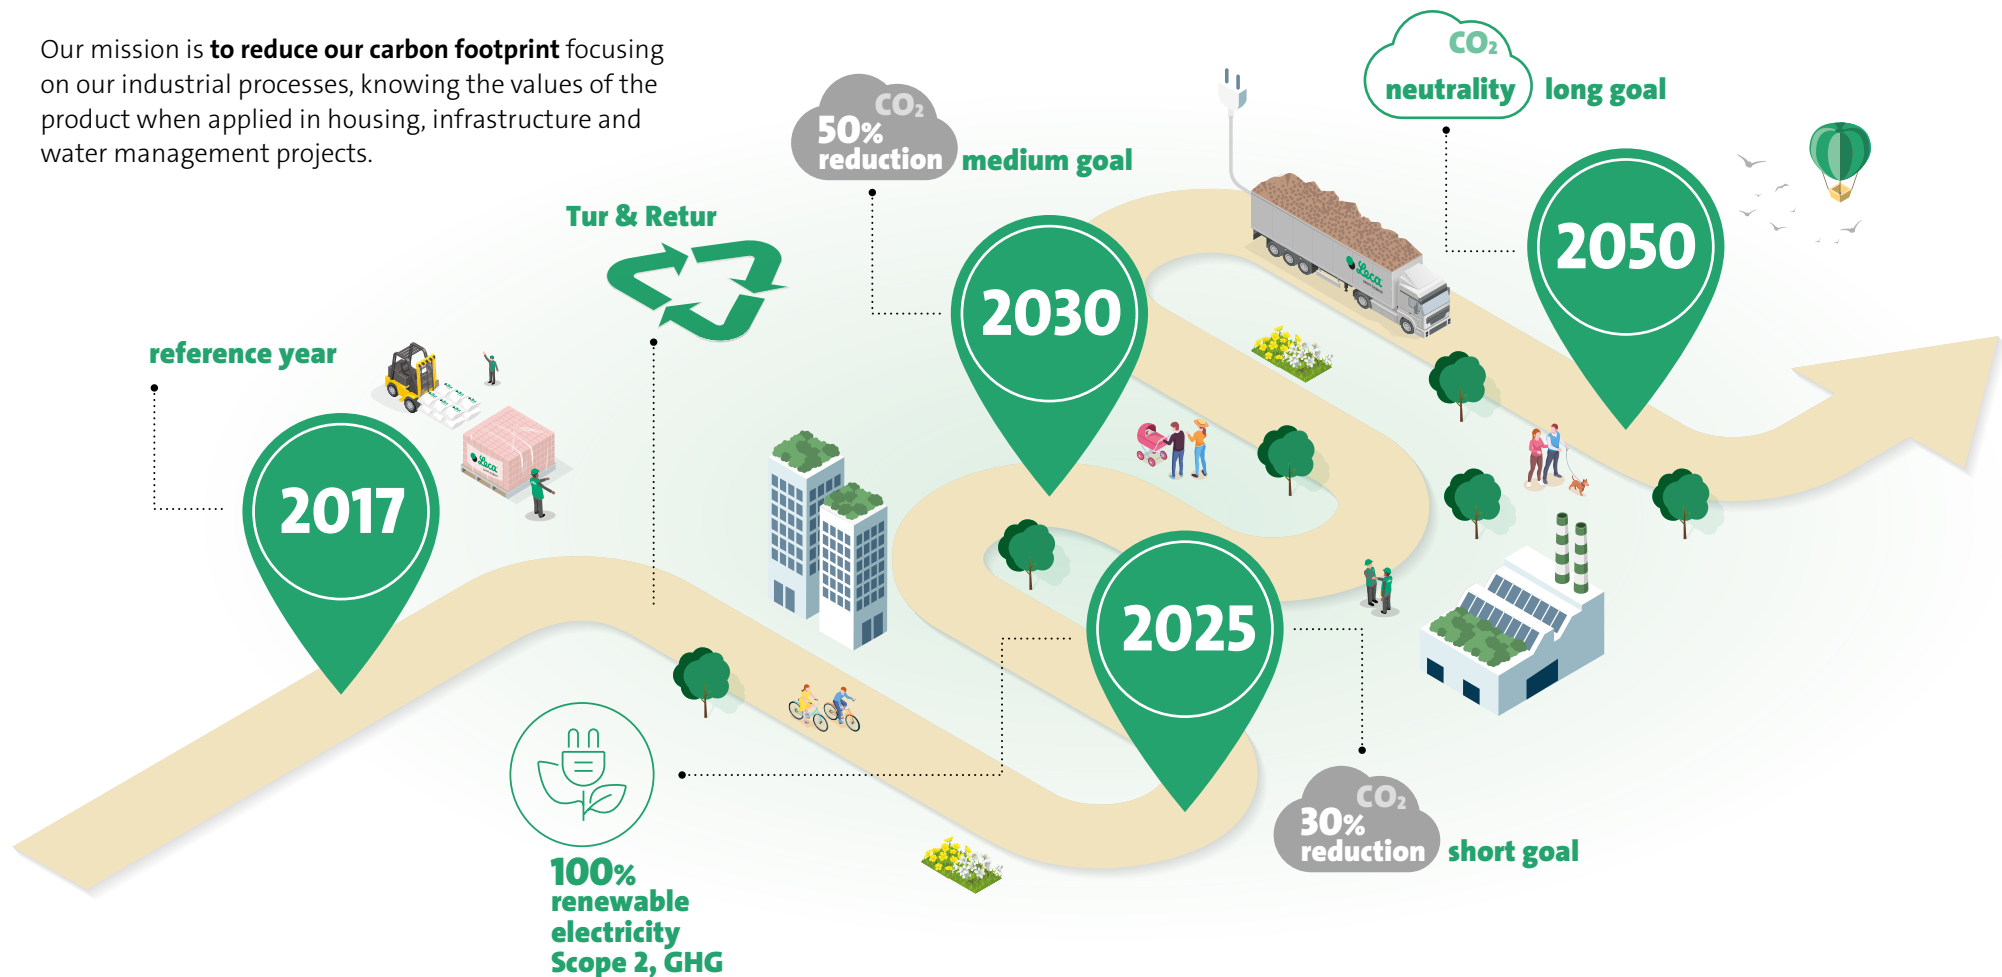 Our mission is to reduce our carbon footprint focusing
on our industrial processes, knowing the values of the
product when applied in housing, infrastructure and
water management projects.
CO₂
neutrality
long goal
CO₂
50%
reduction
medium goal
Tur & Retur
2050
2030
Leca
reference year
Leca
2017
2025
CO₂
30%
reduction
short goal
100%
renewable
electricity
Scope 2, GHG